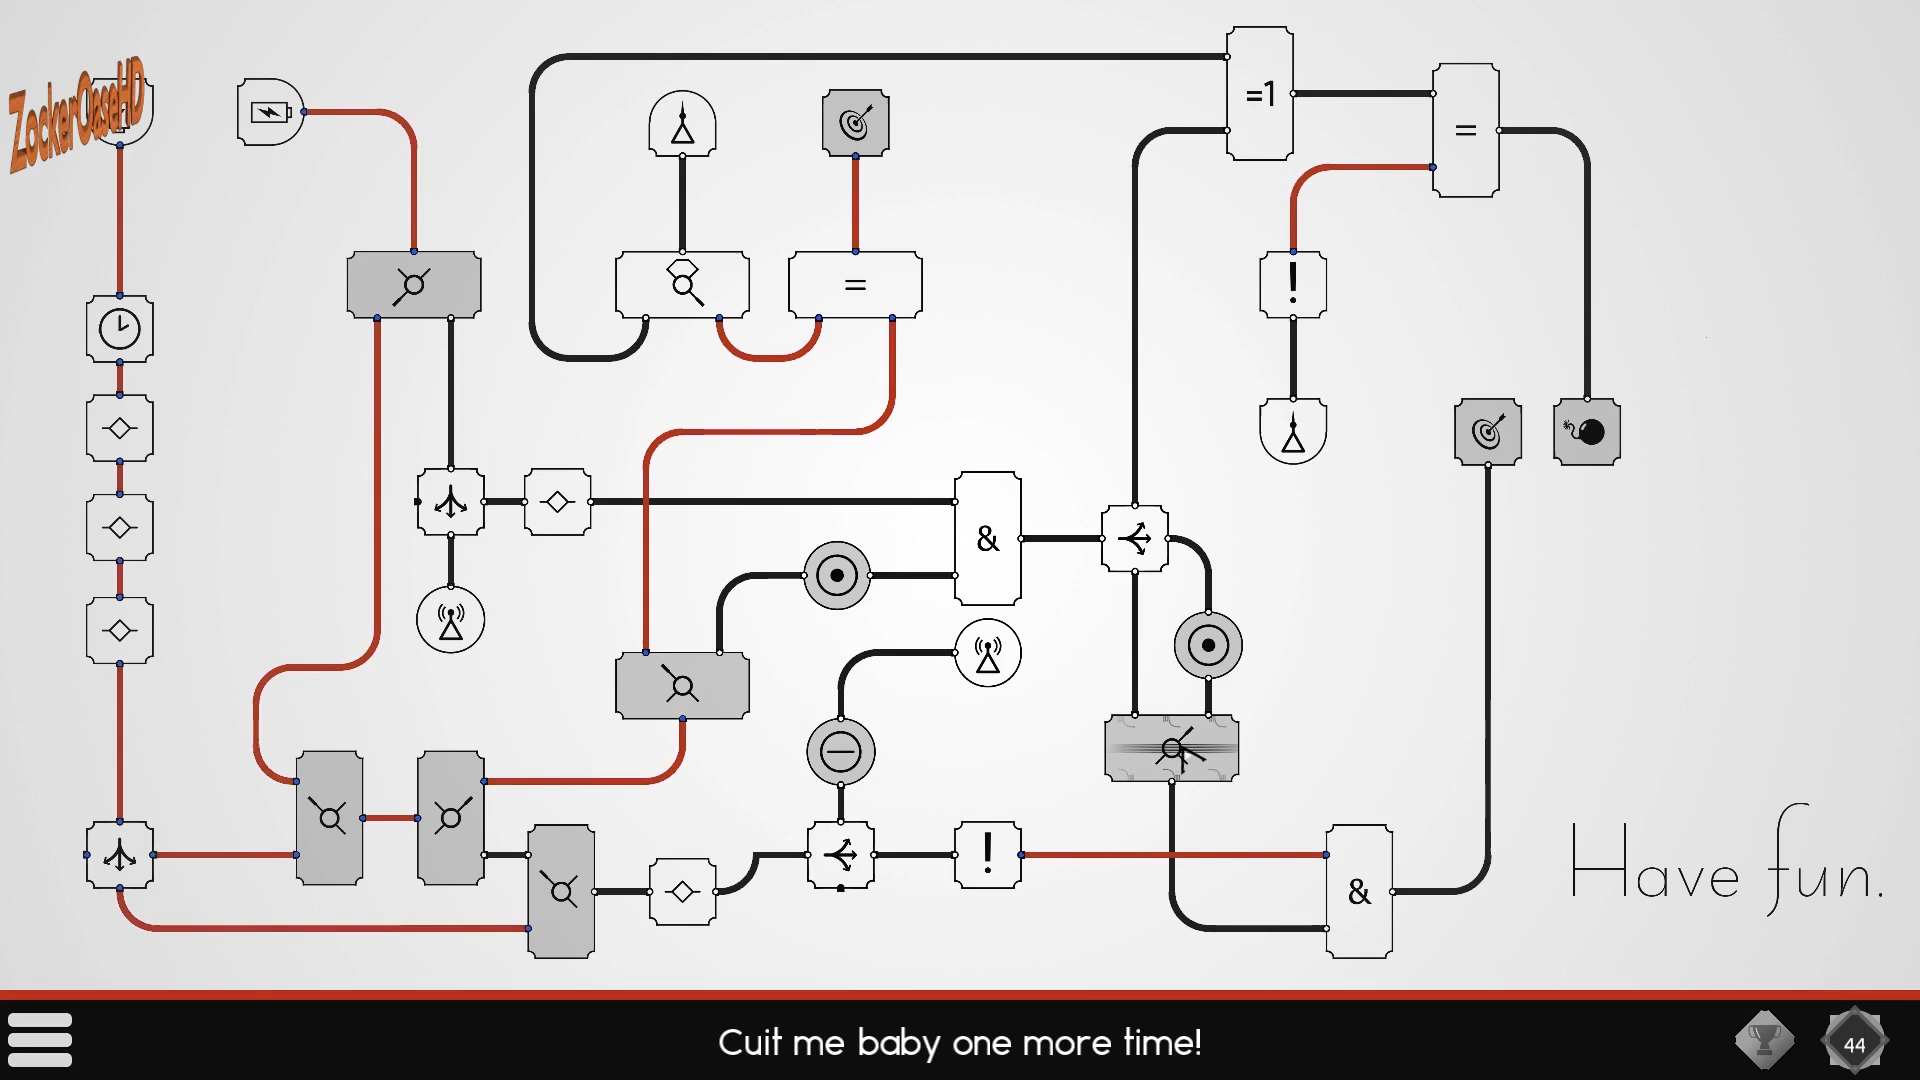 ZockerOaseHD
=1
=
=
!
&
!
&
Have fun.
Cuit me baby one more time!
44